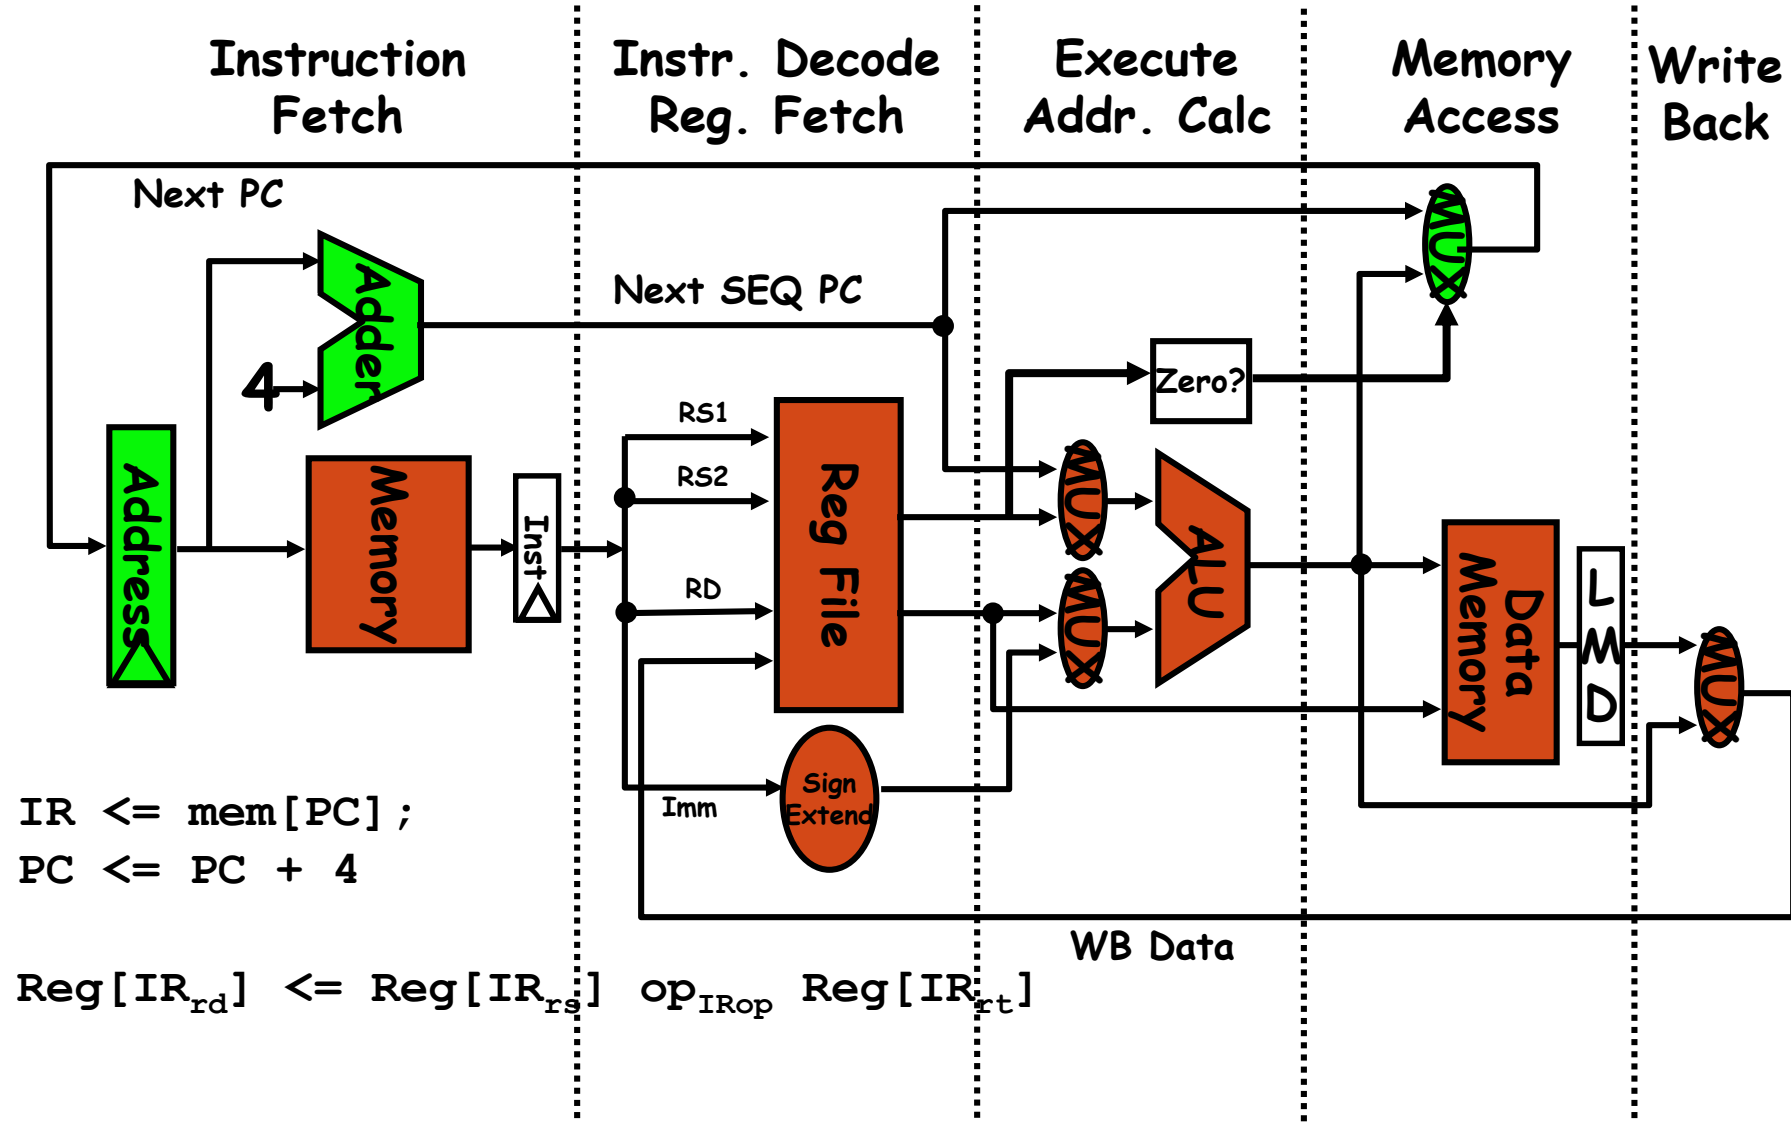 Instruction
Fetch
Instr. Decode
Reg. Fetch
Execute
Addr. Calc
Memory
Access
Write
Back
Next PC
MUX
Adder
Next SEQ PC
4
Zero?
RS1
RS2
RD
Address
Memory
Inst
Reg File
MUX
MUX
ALU
Data
Memory
LMD
MUX
Sign
Extend
Imm
IR <= mem[PC];
PC <= PC + 4
WB Data
Reg[IRrd] <= Reg[IRrs] opIRop Reg[IRrt]